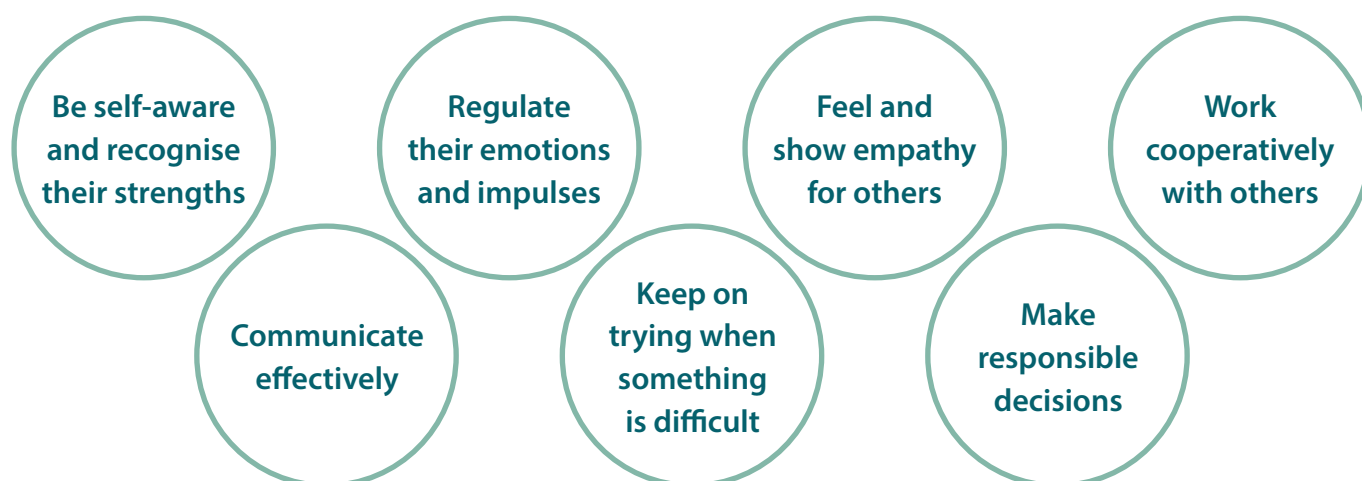 Be self-aware
and recognise
their strengths
Regulate
their emotions
and impulses
Feel and
show empathy
for others
Work
cooperatively
with others
Communicate
effectively
Keep on
trying when
something
is difficult
Make
responsible
decisions